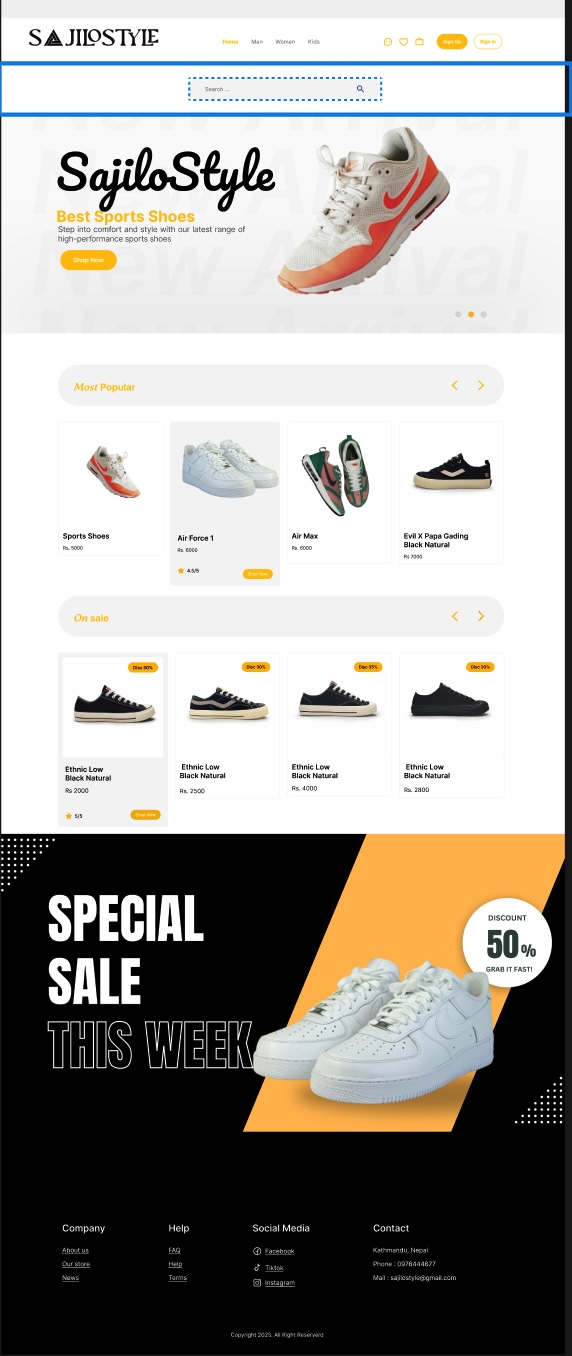 SAJILOSTYLE
Home Man Woman Kids
Sign Up Sign in
Search ...
New Arrival
SajiloStyle
Best Sports Shoes
Step into comfort and style with our latest range of
high-performance sports shoes
Shop Now
Most Popular
Sports Shoes
Rs. 5000
Air Force 1
Rs. 8000
4.5/5
Shop Now
Air Max
Rs. 6000
Evil X Papa Gading
Black Natural
Rs 7000
On sale
Disc 50%
Ethnic Low
Black Natural
Rs 2000
5/5
Shop Now
Disc 30%
Ethnic Low
Black Natural
Rs. 2500
Disc 35%
Ethnic Low
Black Natural
Rs. 4000
Disc 30%
Ethnic Low
Black Natural
Rs. 2800
SPECIAL
SALE
THIS WEEK
DISCOUNT
50%
GRAB IT FAST!
Company
About us
Our store
News
Help
FAQ
Help
Terms
Social Media
Facebook
Tiktok
Instagram
Contact
Kathmandu, Nepal
Phone : 0976444677
Mail : sajilostyle@gmail.com
Copyright 2025. All Right Reserverd